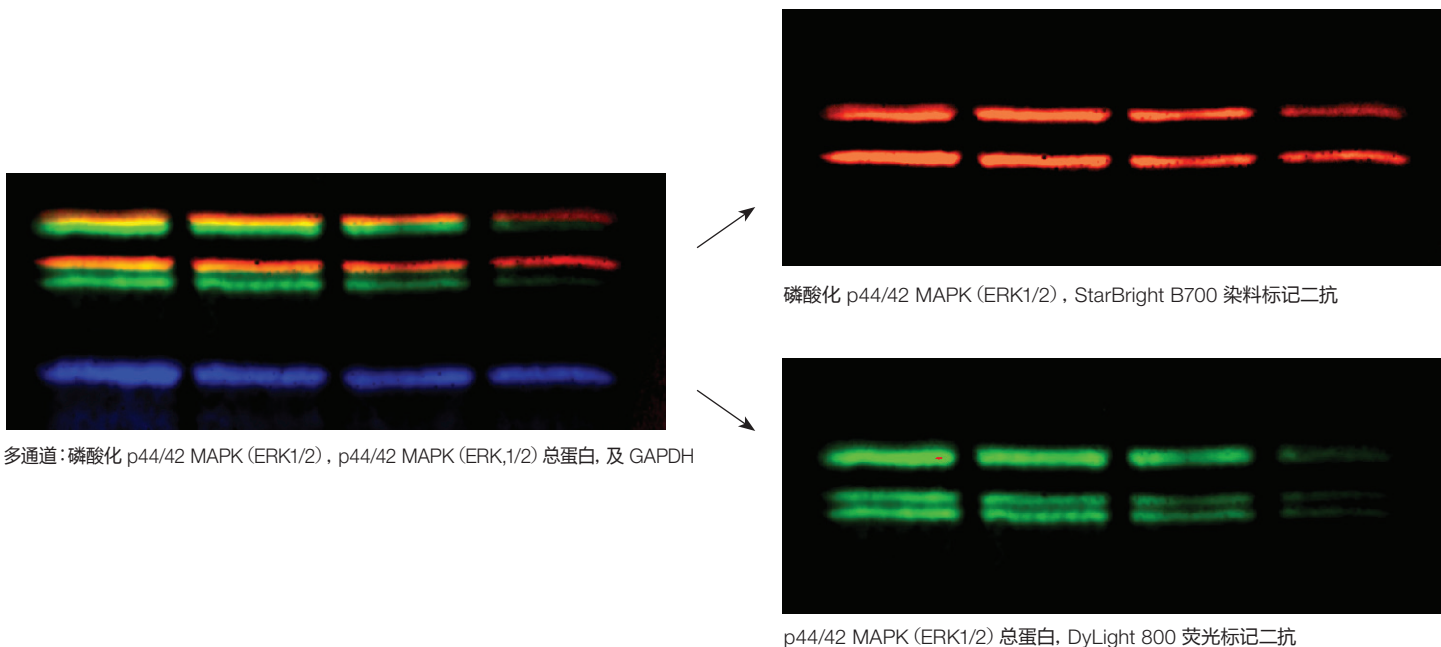 磷酸化 p44/42 MAPK（ERK1/2），StarBright B700 染料标记二抗
多通道：磷酸化 p44/42 MAPK（ERK1/2），p44/42 MAPK（ERK,1/2）总蛋白, 及 GAPDH
p44/42 MAPK（ERK1/2）总蛋白, DyLight 800 荧光标记二抗